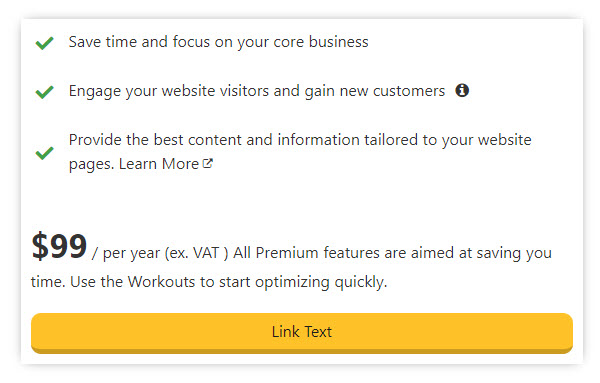 Save time and focus on your core business
Engage your website visitors and gain new customers
Provide the best content and information tailored to your website
pages. Learn More
$99 / per year (ex. VAT ) All Premium features are aimed at saving you
time. Use the Workouts to start optimizing quickly.
Link Text